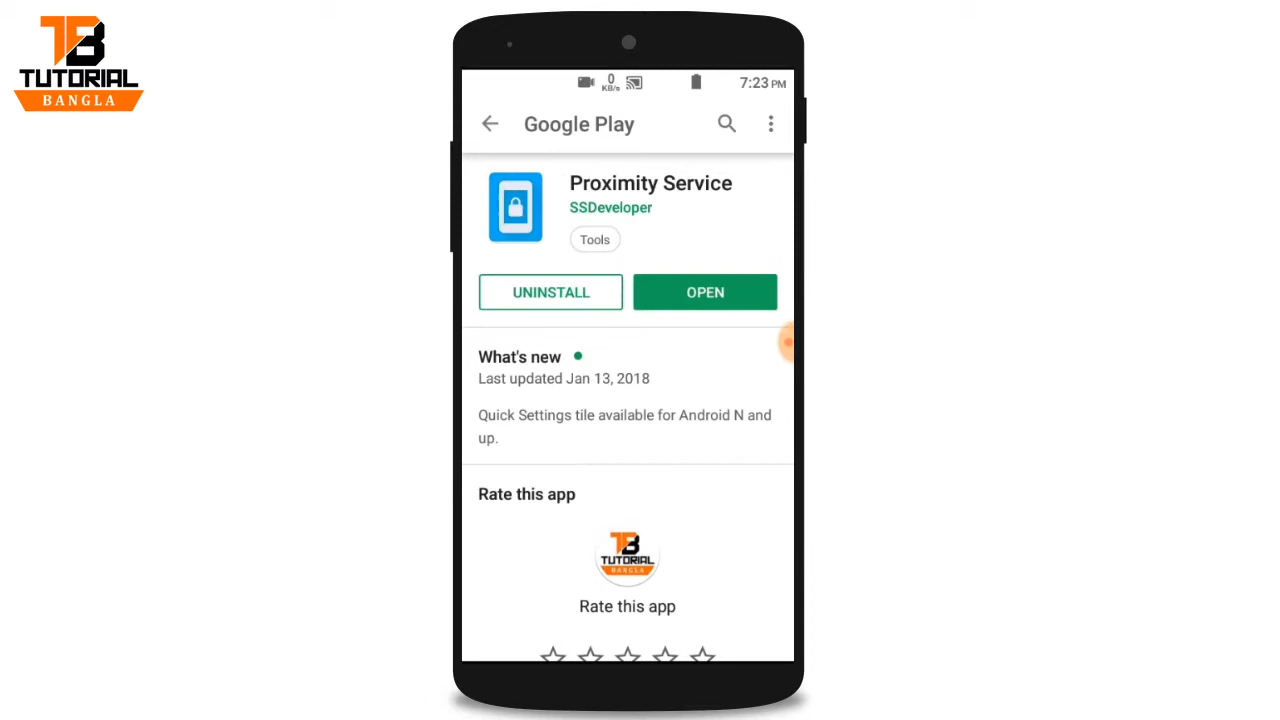 TB
TUTORIAL
BANGLA
0
KB/s
7:23 PM
Google Play
Proximity Service
SSDeveloper
Tools
UNINSTALL
OPEN
What's new
Last updated Jan 13, 2018
Quick Settings tile available for Android N and
up.
Rate this app
TB
TUTORIAL
BANGLA
Rate this app